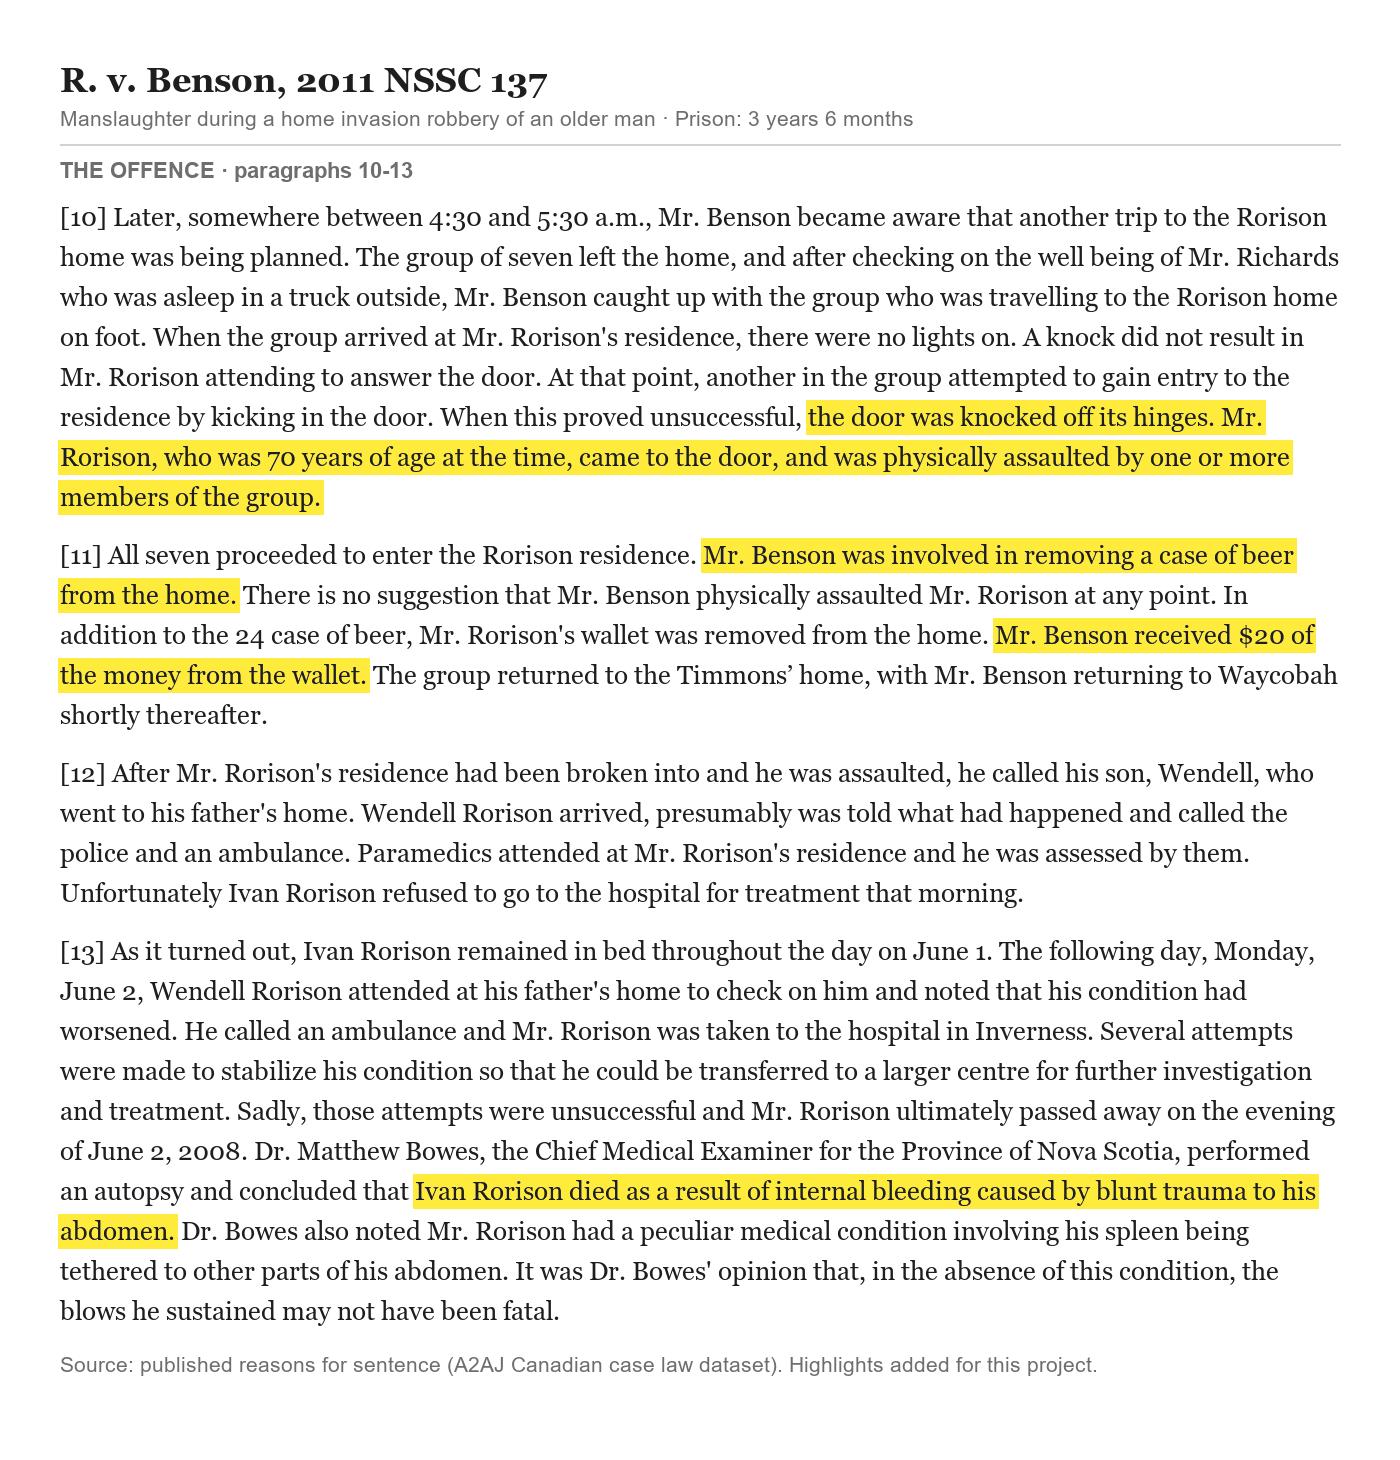 R. v. Benson, 2011 NSSC 137
Manslaughter during a home invasion robbery of an older man · Prison: 3 years 6 months
THE OFFENCE · paragraphs 10-13
[10] Later, somewhere between 4:30 and 5:30 a.m., Mr. Benson became aware that another trip to the Rorison
home was being planned. The group of seven left the home, and after checking on the well being of Mr. Richards
who was asleep in a truck outside, Mr. Benson caught up with the group who was travelling to the Rorison home
on foot. When the group arrived at Mr. Rorison's residence, there were no lights on. A knock did not result in
Mr. Rorison attending to answer the door. At that point, another in the group attempted to gain entry to the
residence by kicking in the door. When this proved unsuccessful, the door was knocked off its hinges. Mr.
Rorison, who was 70 years of age at the time, came to the door, and was physically assaulted by one or more
members of the group.
[11] All seven proceeded to enter the Rorison residence. Mr. Benson was involved in removing a case of beer
from the home. There is no suggestion that Mr. Benson physically assaulted Mr. Rorison at any point. In
addition to the 24 case of beer, Mr. Rorison's wallet was removed from the home. Mr. Benson received $20 of
the money from the wallet. The group returned to the Timmons’ home, with Mr. Benson returning to Waycobah
shortly thereafter.
[12] After Mr. Rorison's residence had been broken into and he was assaulted, he called his son, Wendell, who
went to his father's home. Wendell Rorison arrived, presumably was told what had happened and called the
police and an ambulance. Paramedics attended at Mr. Rorison's residence and he was assessed by them.
Unfortunately Ivan Rorison refused to go to the hospital for treatment that morning.
[13] As it turned out, Ivan Rorison remained in bed throughout the day on June 1. The following day, Monday,
June 2, Wendell Rorison attended at his father's home to check on him and noted that his condition had
worsened. He called an ambulance and Mr. Rorison was taken to the hospital in Inverness. Several attempts
were made to stabilize his condition so that he could be transferred to a larger centre for further investigation
and treatment. Sadly, those attempts were unsuccessful and Mr. Rorison ultimately passed away on the evening
of June 2, 2008. Dr. Matthew Bowes, the Chief Medical Examiner for the Province of Nova Scotia, performed
an autopsy and concluded that Ivan Rorison died as a result of internal bleeding caused by blunt trauma to his
abdomen. Dr. Bowes also noted Mr. Rorison had a peculiar medical condition involving his spleen being
tethered to other parts of his abdomen. It was Dr. Bowes' opinion that, in the absence of this condition, the
blows he sustained may not have been fatal.
Source: published reasons for sentence (A2AJ Canadian case law dataset). Highlights added for this project.